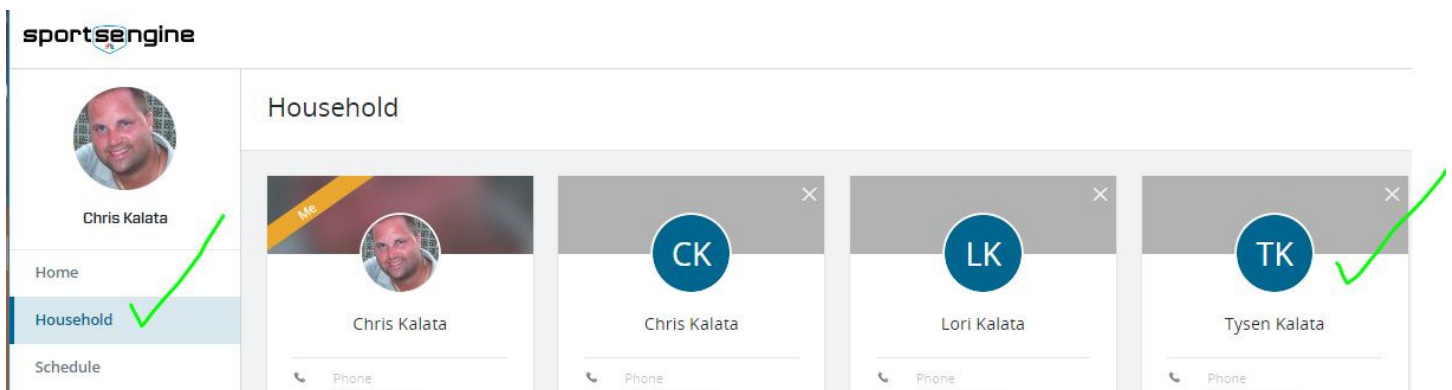 sportsengine
Chris Kalata
Home
Household
Schedule
Household
Me
Chris Kalata
Phone
CK
Chris Kalata
Phone
LK
Lori Kalata
Phone
TK
Tysen Kalata
Phone